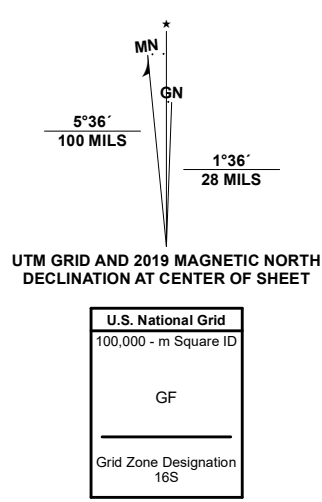 ★
MN
GN
5°36´
100 MILS
1°36´
28 MILS
UTM GRID AND 2019 MAGNETIC NORTH
DECLINATION AT CENTER OF SHEET
U.S. National Grid
100,000 - m Square ID
GF
Grid Zone Designation
16S